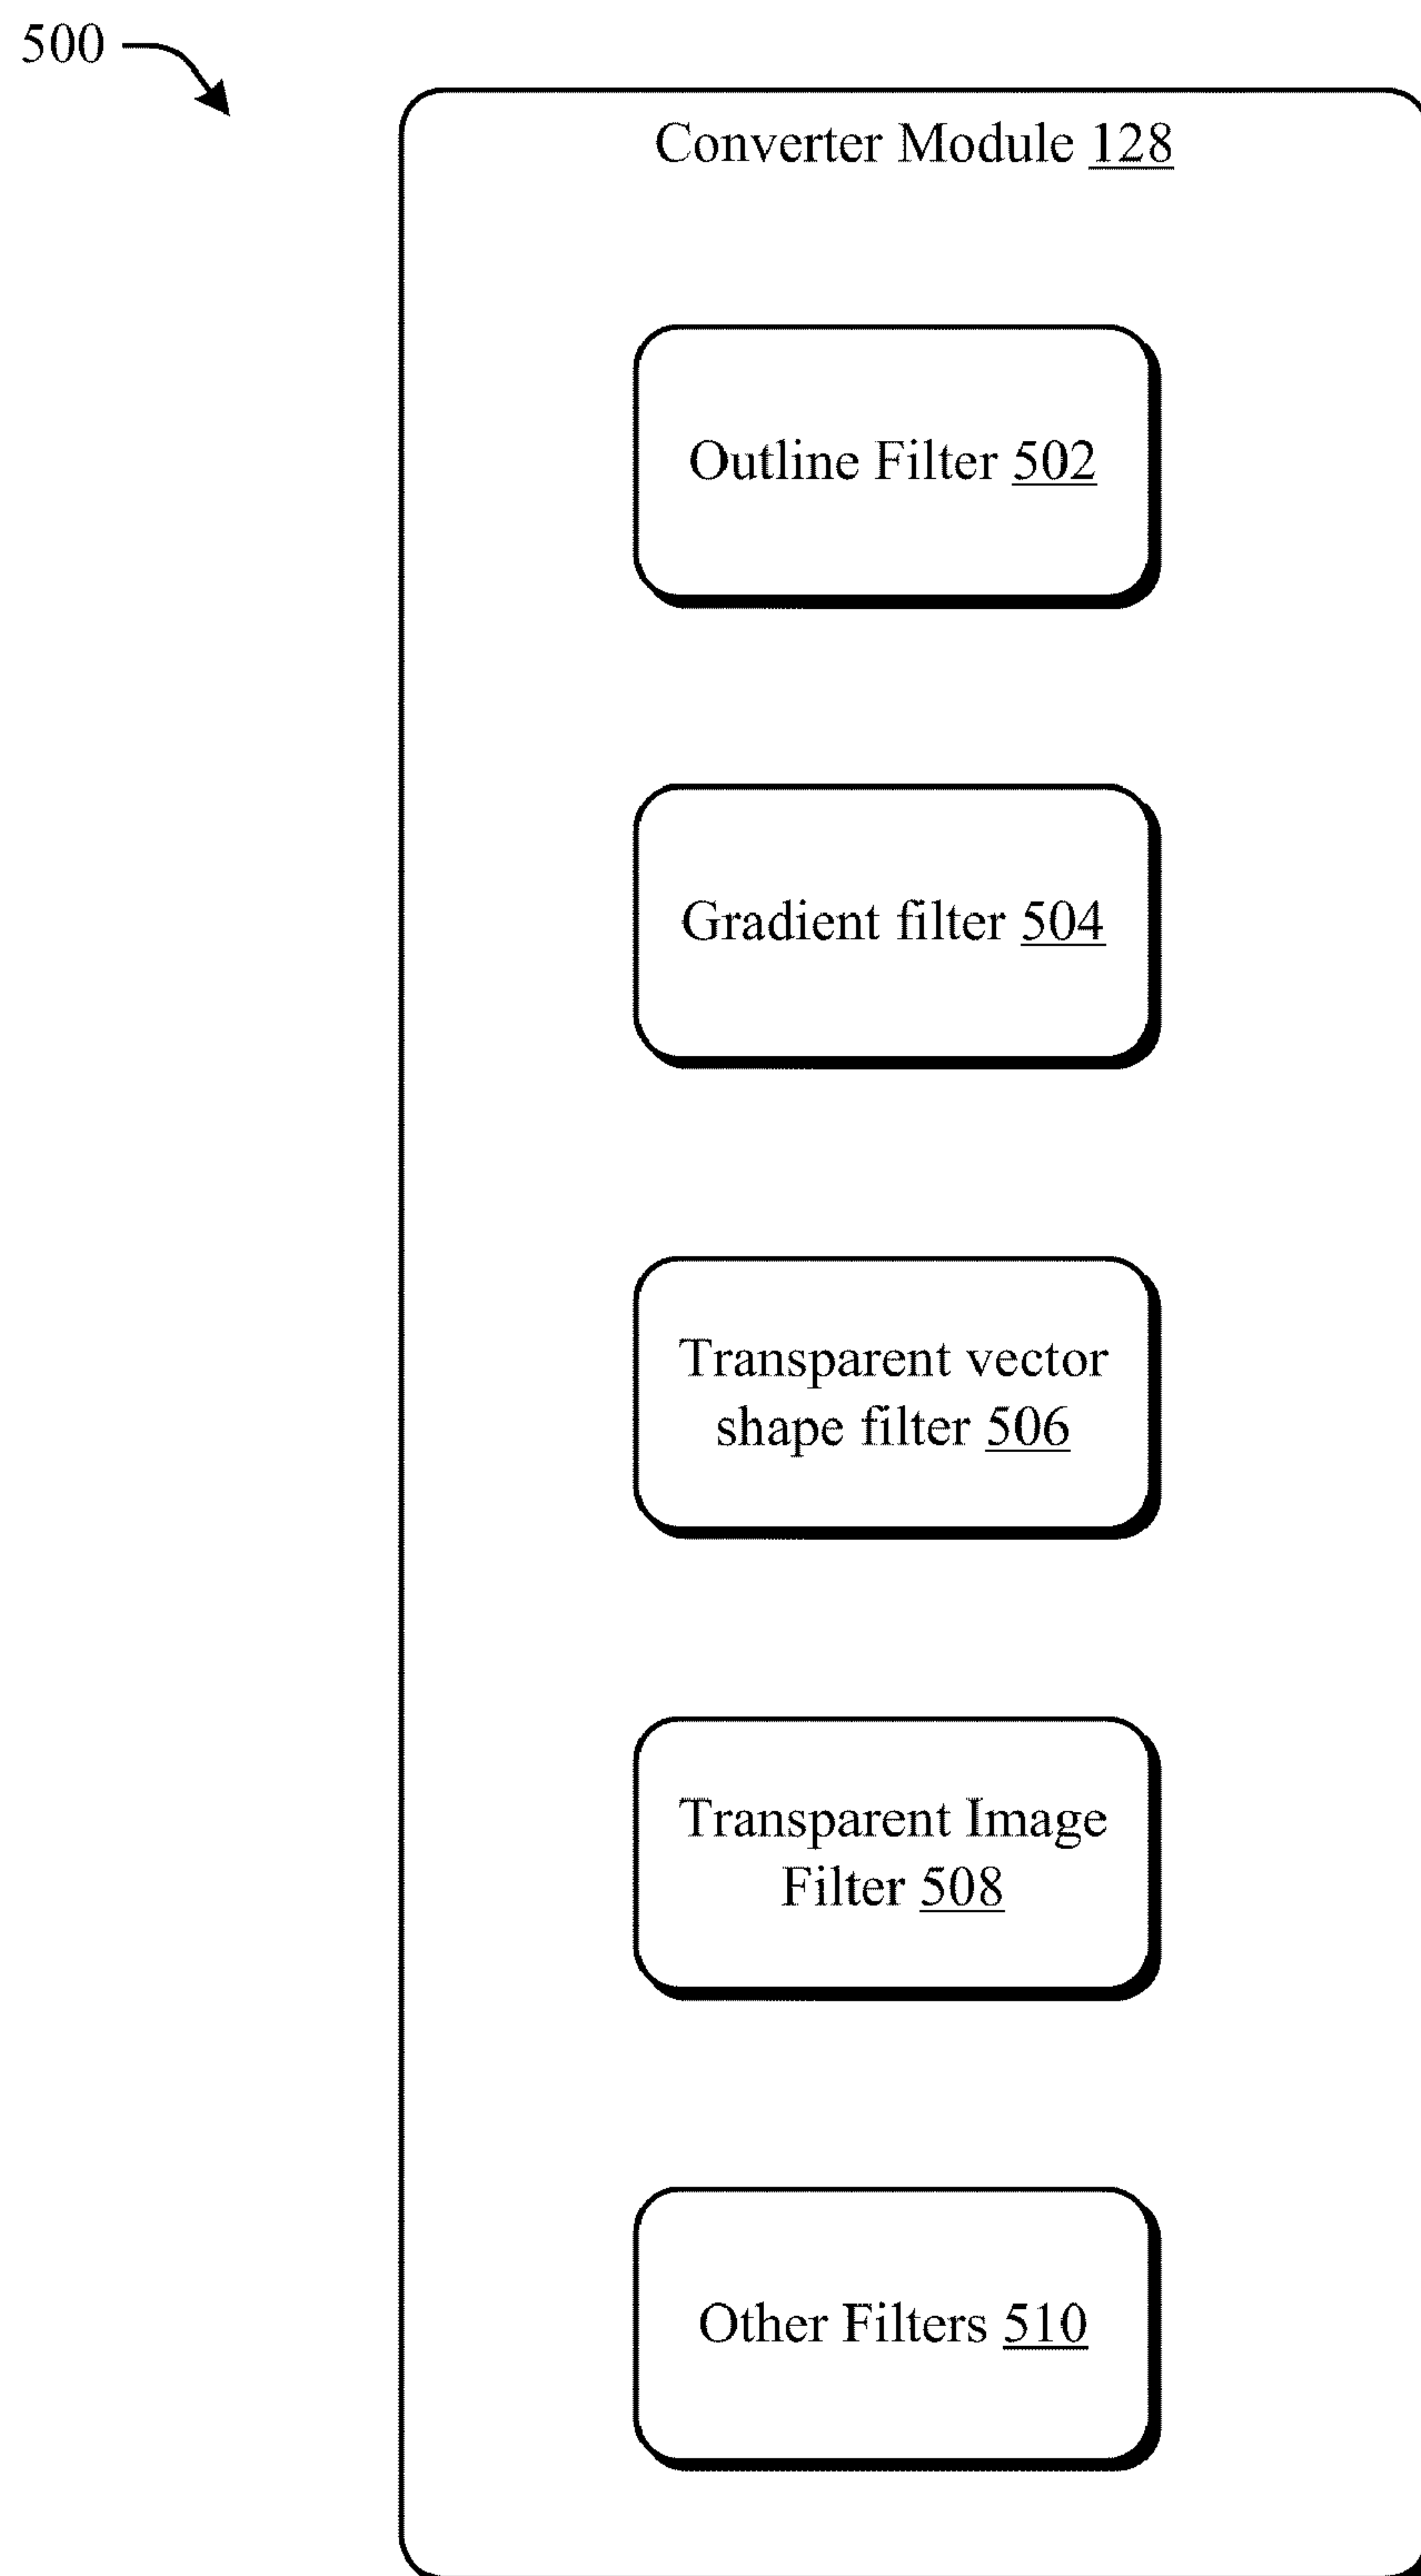 500
Converter Module 128
Outline Filter 502
Gradient filter 504
Transparent vector
shape filter 506
Transparent Image
Filter 508
Other Filters 510